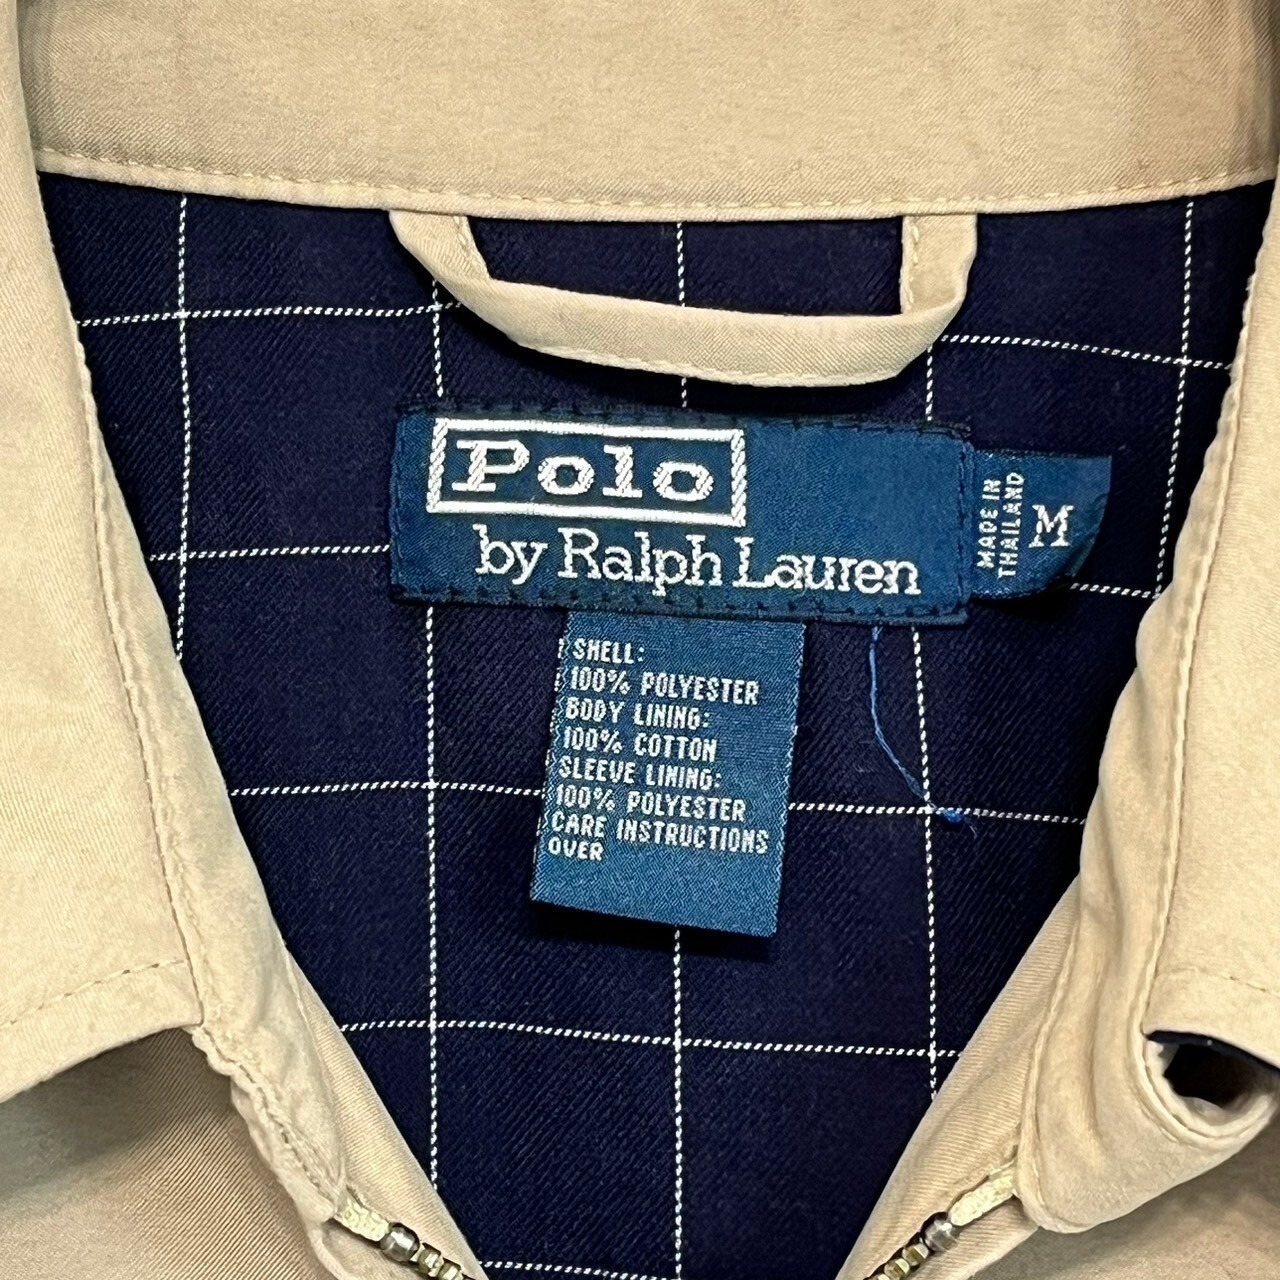 Polo
by Ralph Lauren
MADE IN
THAILAND
M
SHELL:
100% POLYESTER
BODY LINING:
100% COTTON
SLEEVE LINING:
100% POLYESTER
CARE INSTRUCTIONS
OVER